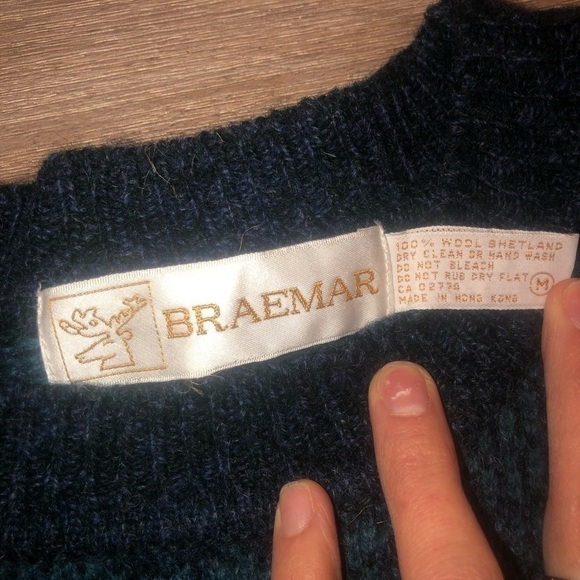 BRAEMAR
100% WOOL SHETLAND
DRY CLEAN OR HAND WASH
DO NOT BLEACH
DO NOT RUB DRY FLAT
CA 02774
MADE IN HONG KONG
M